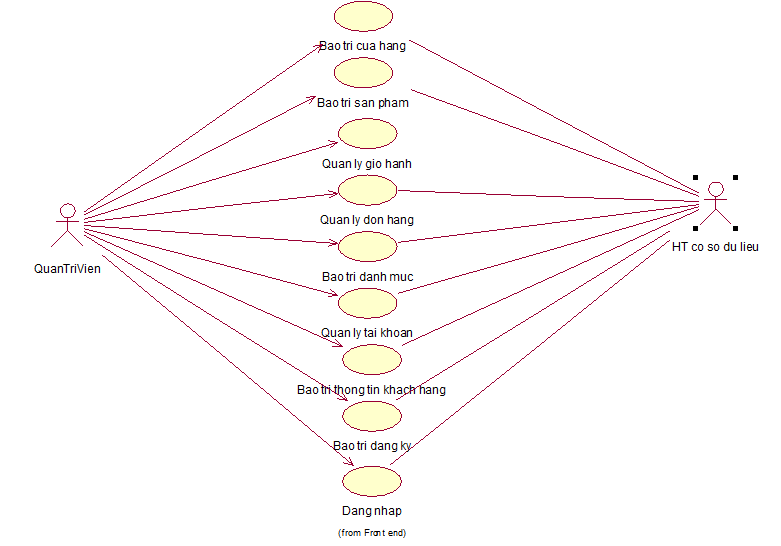 Bao tri cua hang
Bao tri san pham
Quan ly gio hanh
Quan ly don hang
HT co so du lieu
QuanTriVien
Bao tri danh muc
Quan ly tai khoan
Bao tri thong tin khach hang
Bao tri dang ky
Dang nhap
(from Front end)